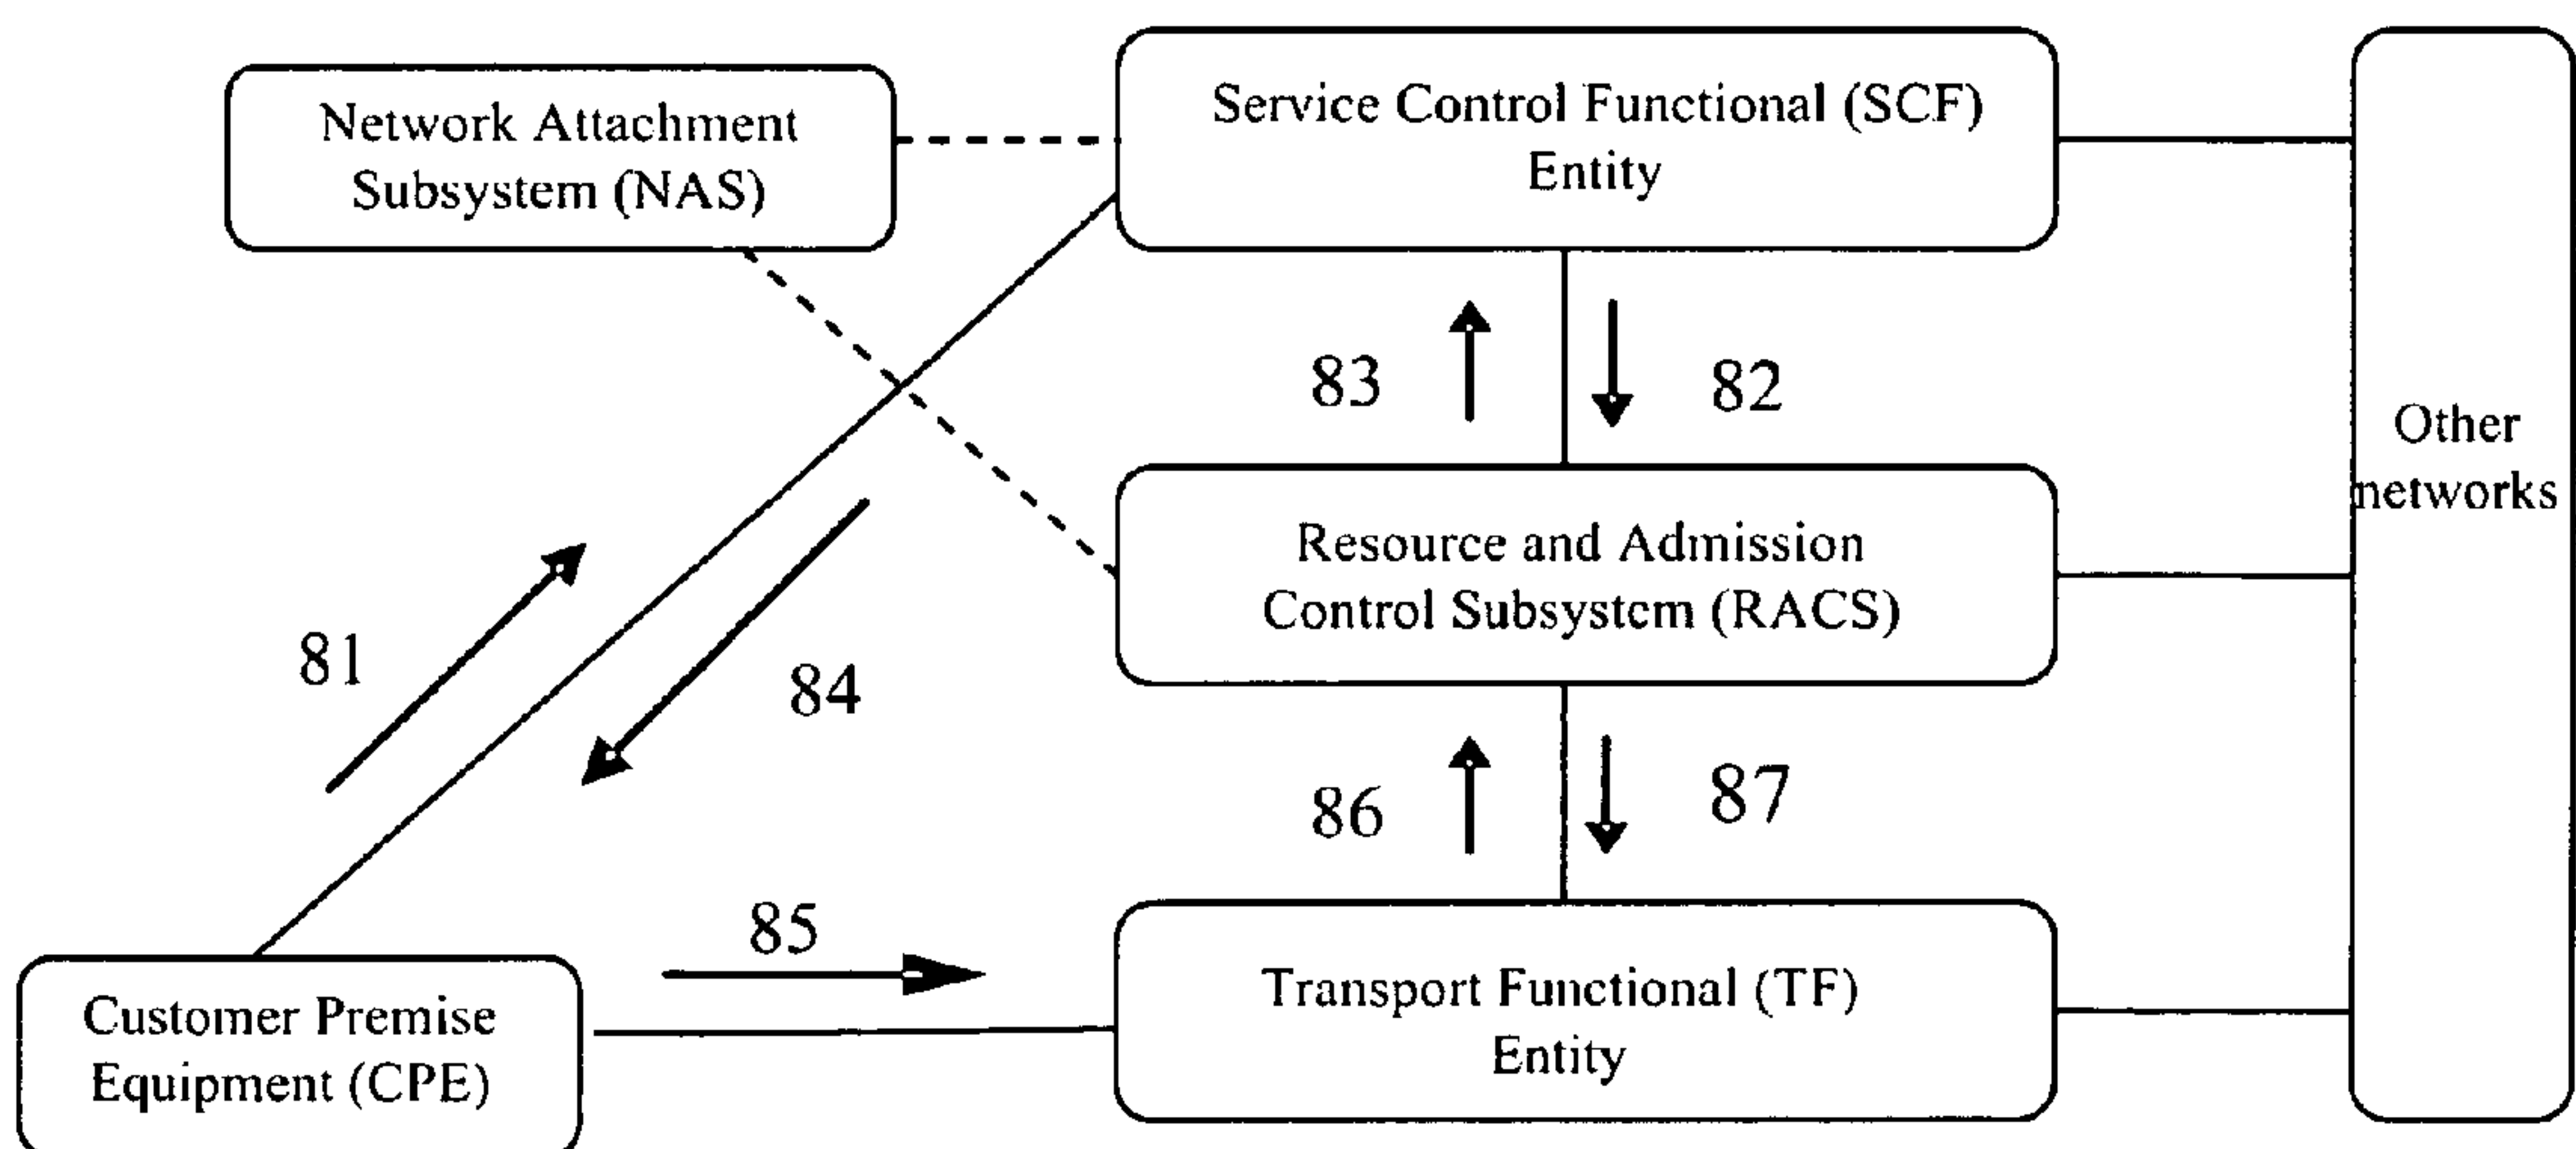 Network Attachment
Subsystem (NAS)
Service Control Functional (SCF)
Entity
83
82
Other
networks
Resource and Admission
Control Subsystem (RACS)
81
84
86
87
85
Customer Premise
Equipment (CPE)
Transport Functional (TF)
Entity